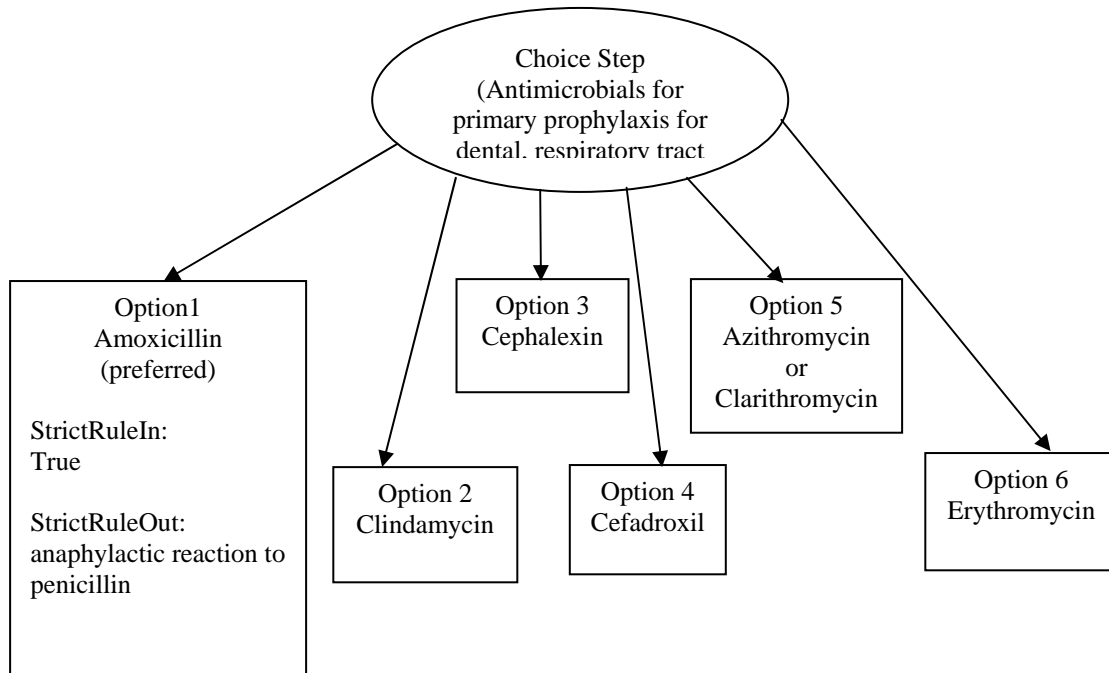 Choice Step
(Antimicrobials for
primary prophylaxis for
dental, respiratory tract
Option1
Amoxicillin
(preferred)
StrictRuleIn:
True
StrictRuleOut:
anaphylactic reaction to
penicillin
Option 2
Clindamycin
Option 3
Cephalexin
Option 4
Cefadroxil
Option 5
Azithromycin
or
Clarithromycin
Option 6
Erythromycin